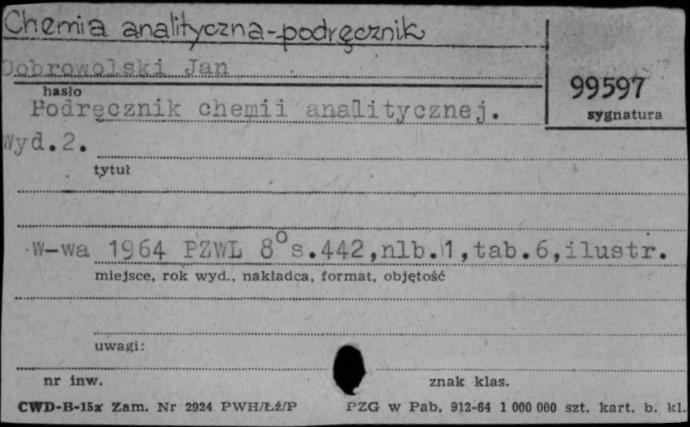 Chemia analityczna-podręcznik
Dobrowolski Jan
hasło
99597
sygnatura
Podręcznik chemii analitycznej.
Wyd.2.
tytuł
W-wa 1964 PZWL 8° s.442,nlb.1,tab.6,ilustr.
miejsce, rok wyd., nakładca, format, objętość
uwagi:
nr inw.
znak klas.
CWD-B-15x Zam. Nr 2924 PWH/Łź/P PZG w Pab. 912-64 1 000 000 szt. kart. b. kl.